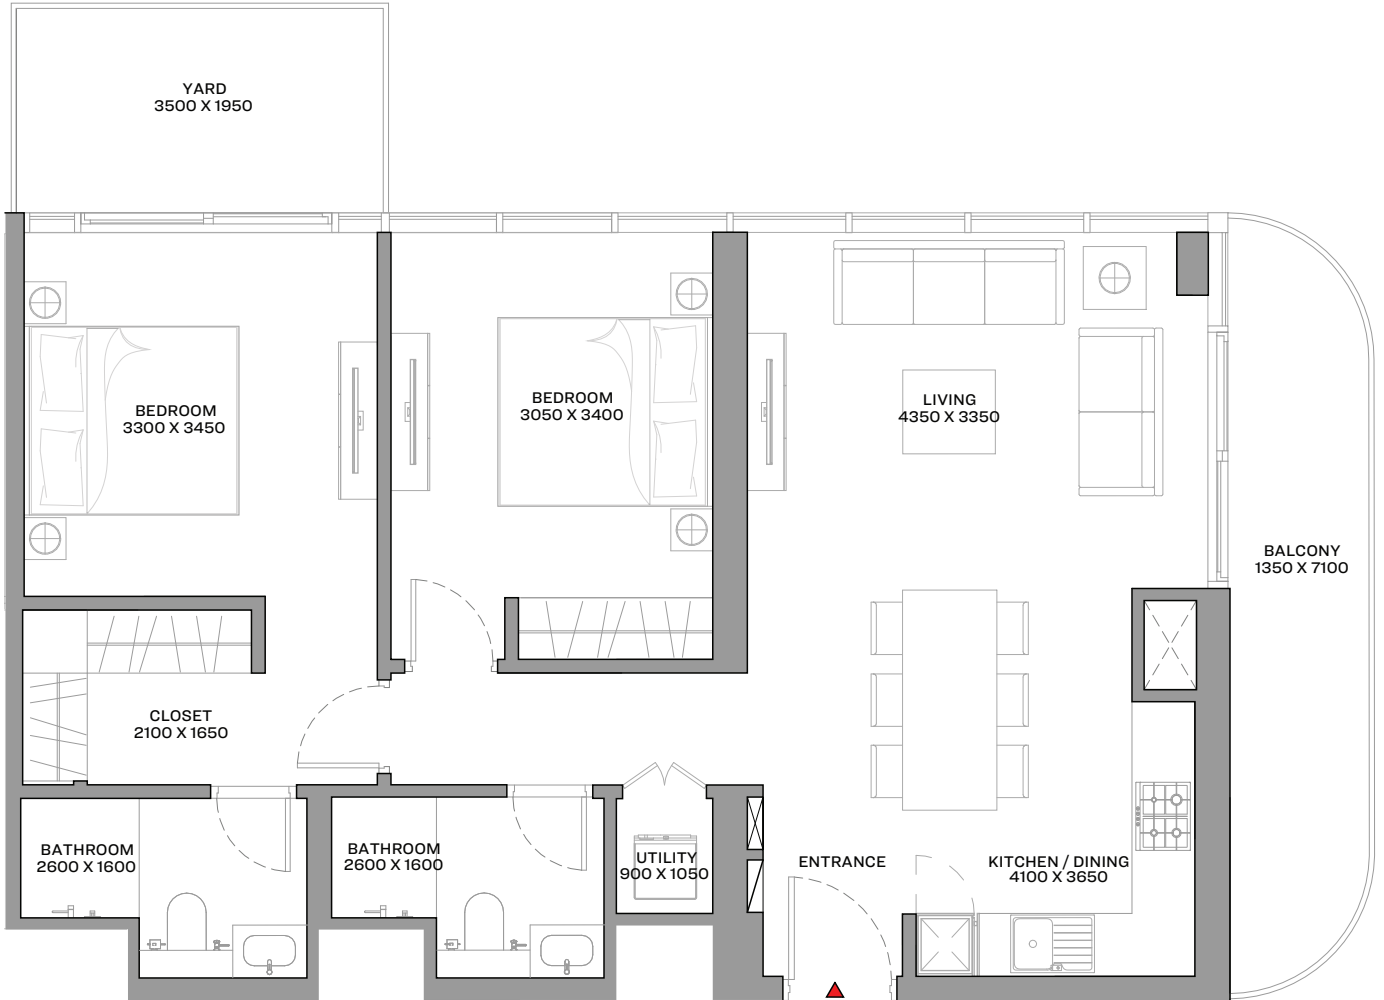 YARD
3500 X 1950
BEDROOM
3300 X 3450
BEDROOM
3050 X 3400
LIVING
4350 X 3350
BALCONY
1350 X 7100
CLOSET
2100 X 1650
BATHROOM
2600 X 1600
BATHROOM
2600 X 1600
UTILITY
900 X 1050
ENTRANCE
KITCHEN / DINING
4100 X 3650